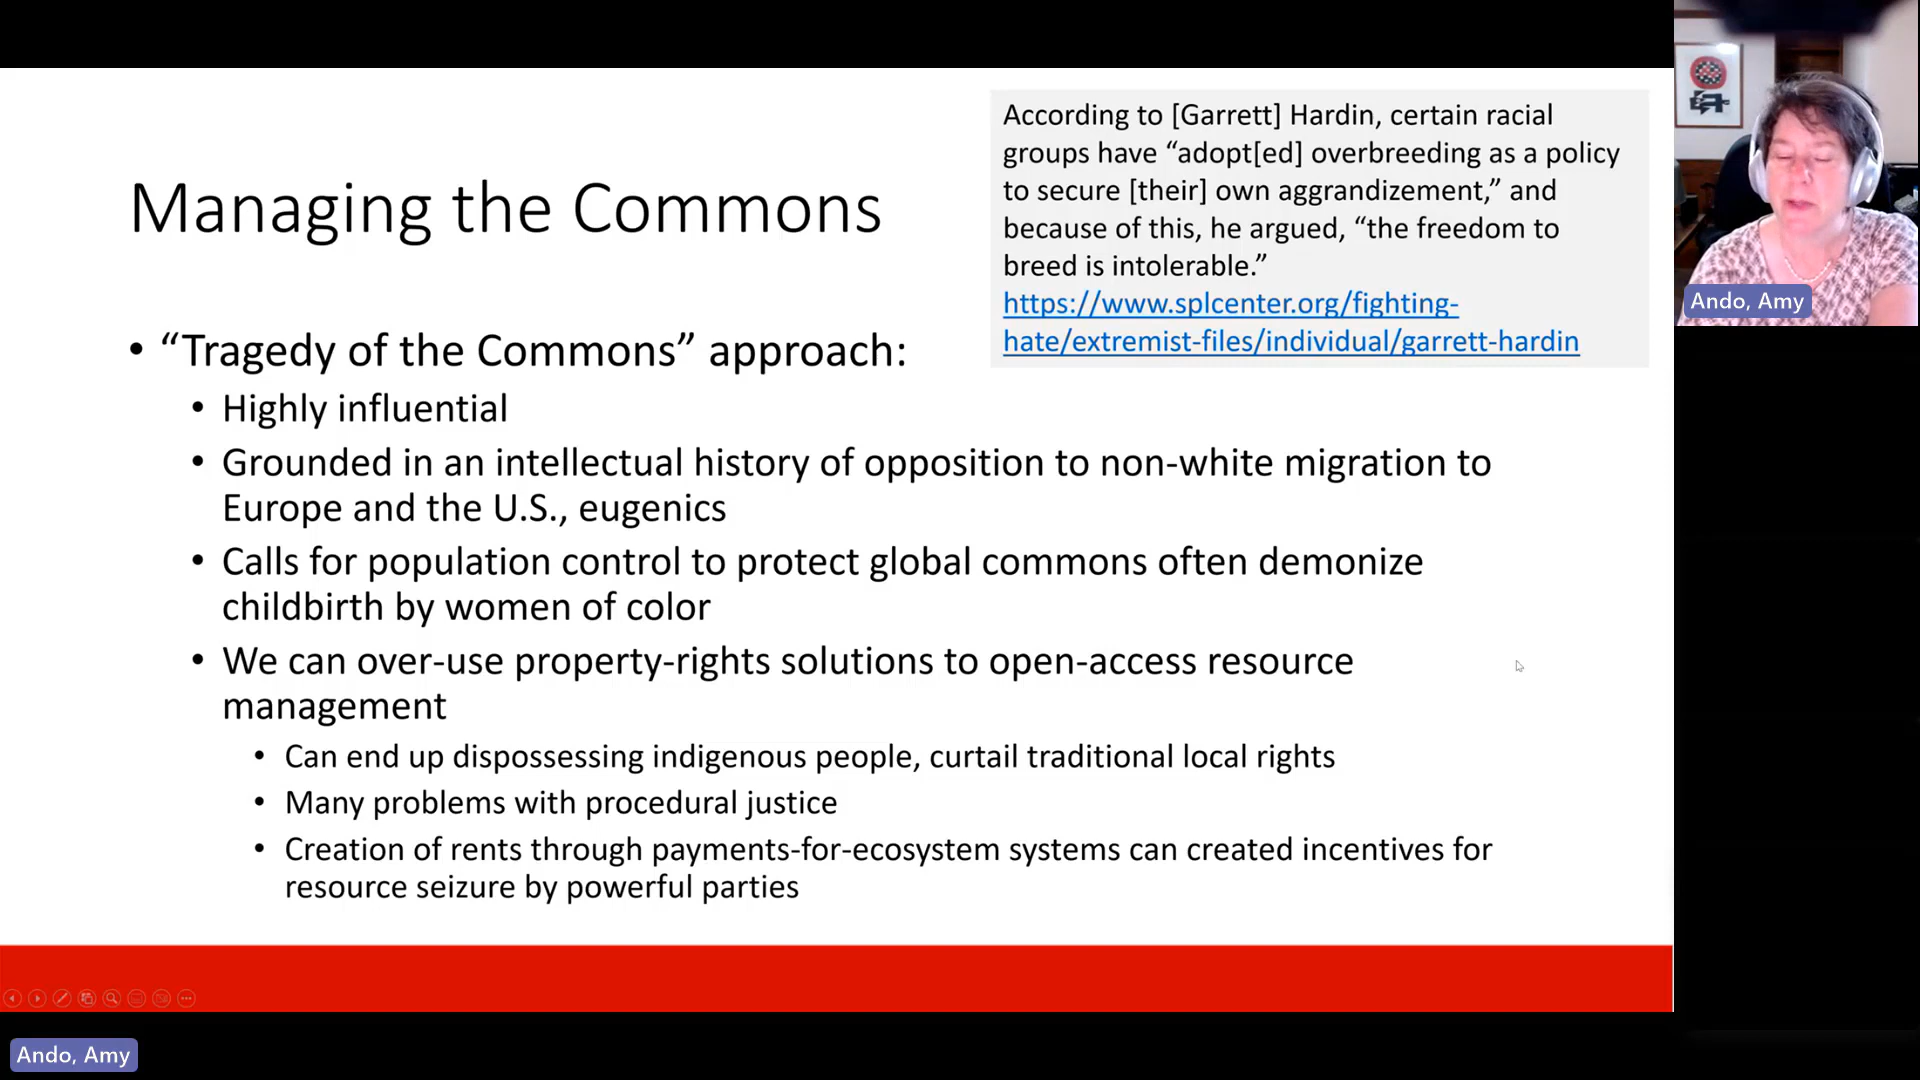 According to [Garrett] Hardin, certain racial
groups have “adopt[ed] overbreeding as a policy
to secure [their] own aggrandizement,” and
because of this, he argued, “the freedom to
breed is intolerable.”
https://www.splcenter.org/fighting-
hate/extremist-files/individual/garrett-hardin
Managing the Commons
• “Tragedy of the Commons” approach:
• Highly influential
• Grounded in an intellectual history of opposition to non-white migration to
Europe and the U.S., eugenics
• Calls for population control to protect global commons often demonize
childbirth by women of color
• We can over-use property-rights solutions to open-access resource
management
• Can end up dispossessing indigenous people, curtail traditional local rights
• Many problems with procedural justice
• Creation of rents through payments-for-ecosystem systems can created incentives for
resource seizure by powerful parties
Ando, Amy
Ando, Amy